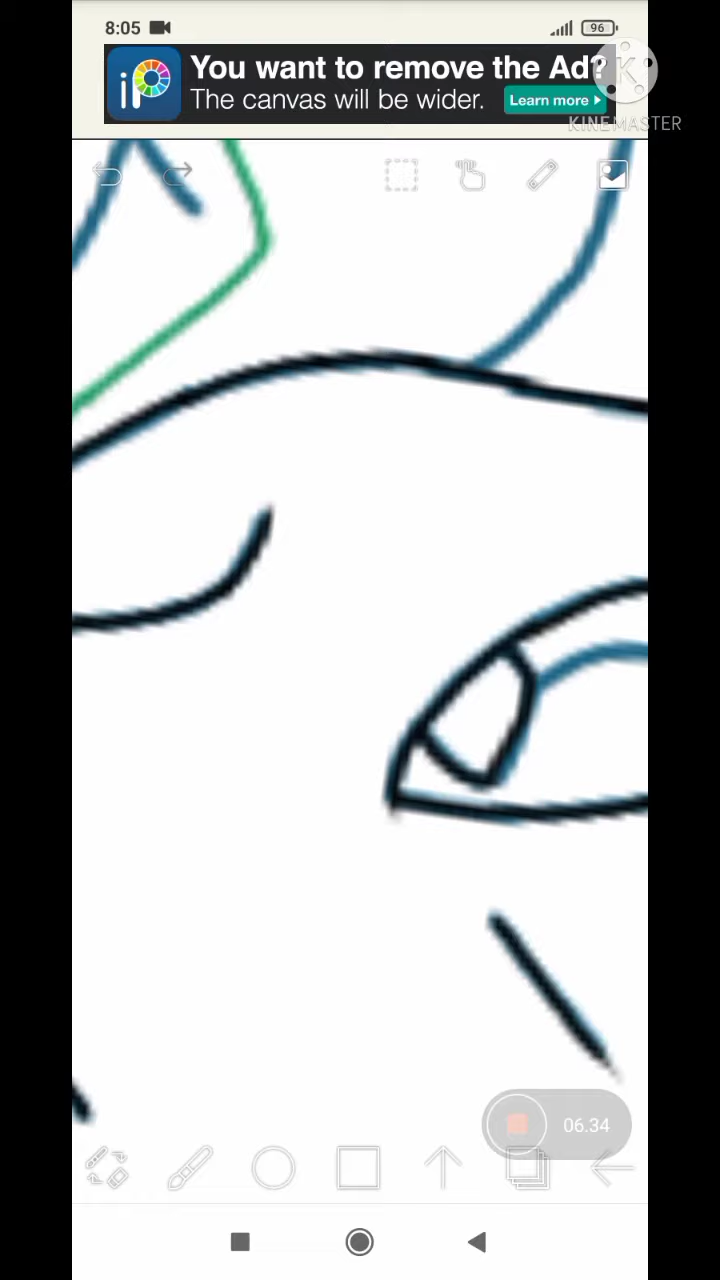 8:05
96
iP
You want to remove the Ad?
The canvas will be wider.
Learn more
K
KINEMASTER
06.34